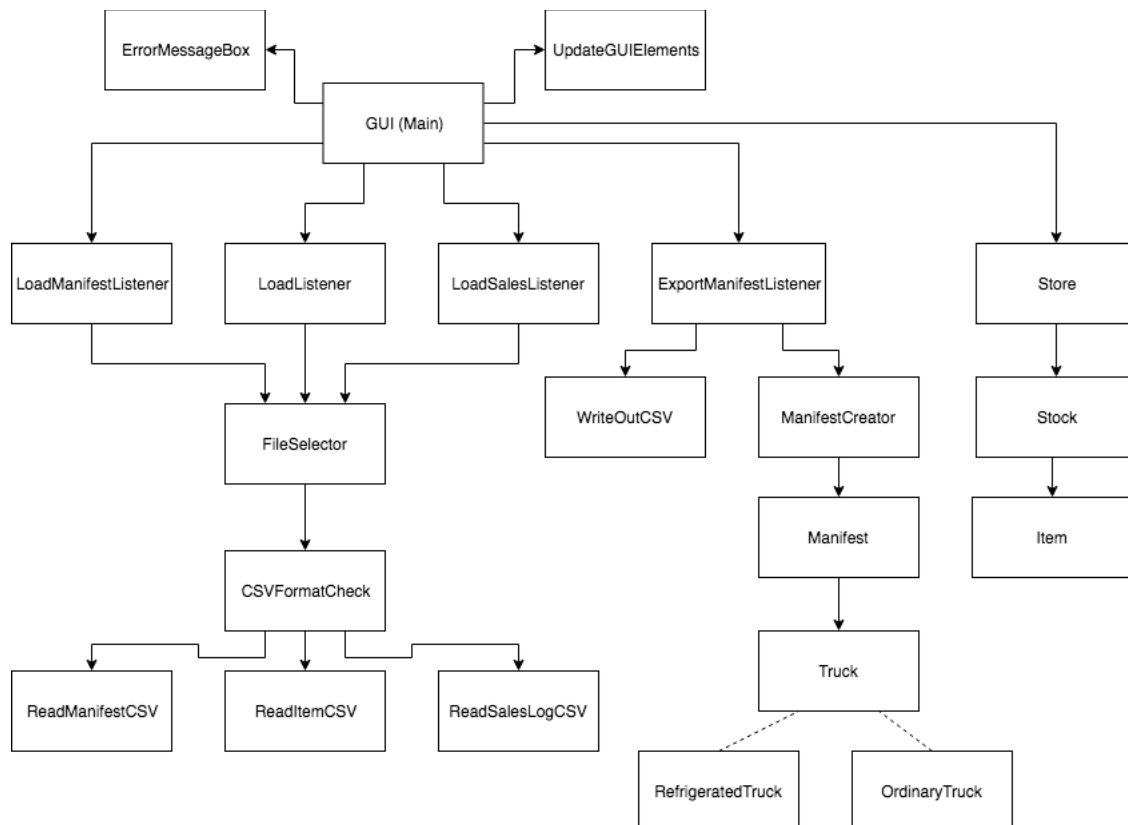 ErrorMessageBox
UpdateGUIElements
GUI (Main)
LoadManifestListener
LoadListener
LoadSalesListener
ExportManifestListener
Store
WriteOutCSV
ManifestCreator
Stock
FileSelector
Manifest
Item
CSVFormatCheck
Truck
ReadManifestCSV
ReadItemCSV
ReadSalesLogCSV
RefrigeratedTruck
OrdinaryTruck